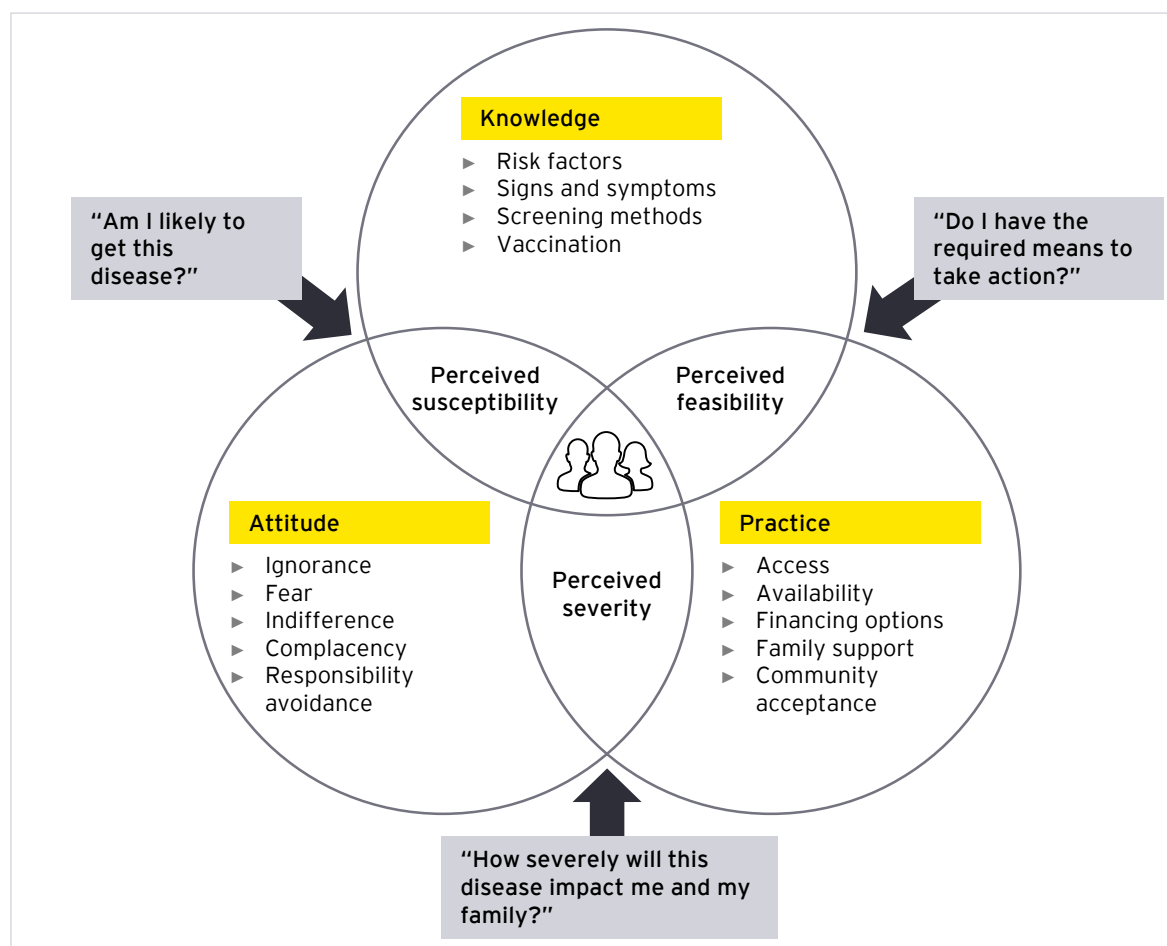 Knowledge
► Risk factors
► Signs and symptoms
► Screening methods
► Vaccination
“Am I likely to
get this
disease?”
“Do I have the
required means to
take action?”
Perceived
susceptibility
Perceived
feasibility
Attitude
► Ignorance
► Fear
► Indifference
► Complacency
► Responsibility
avoidance
Perceived
severity
Practice
► Access
► Availability
► Financing options
► Family support
► Community
acceptance
“How severely will this
disease impact me and my
family?”